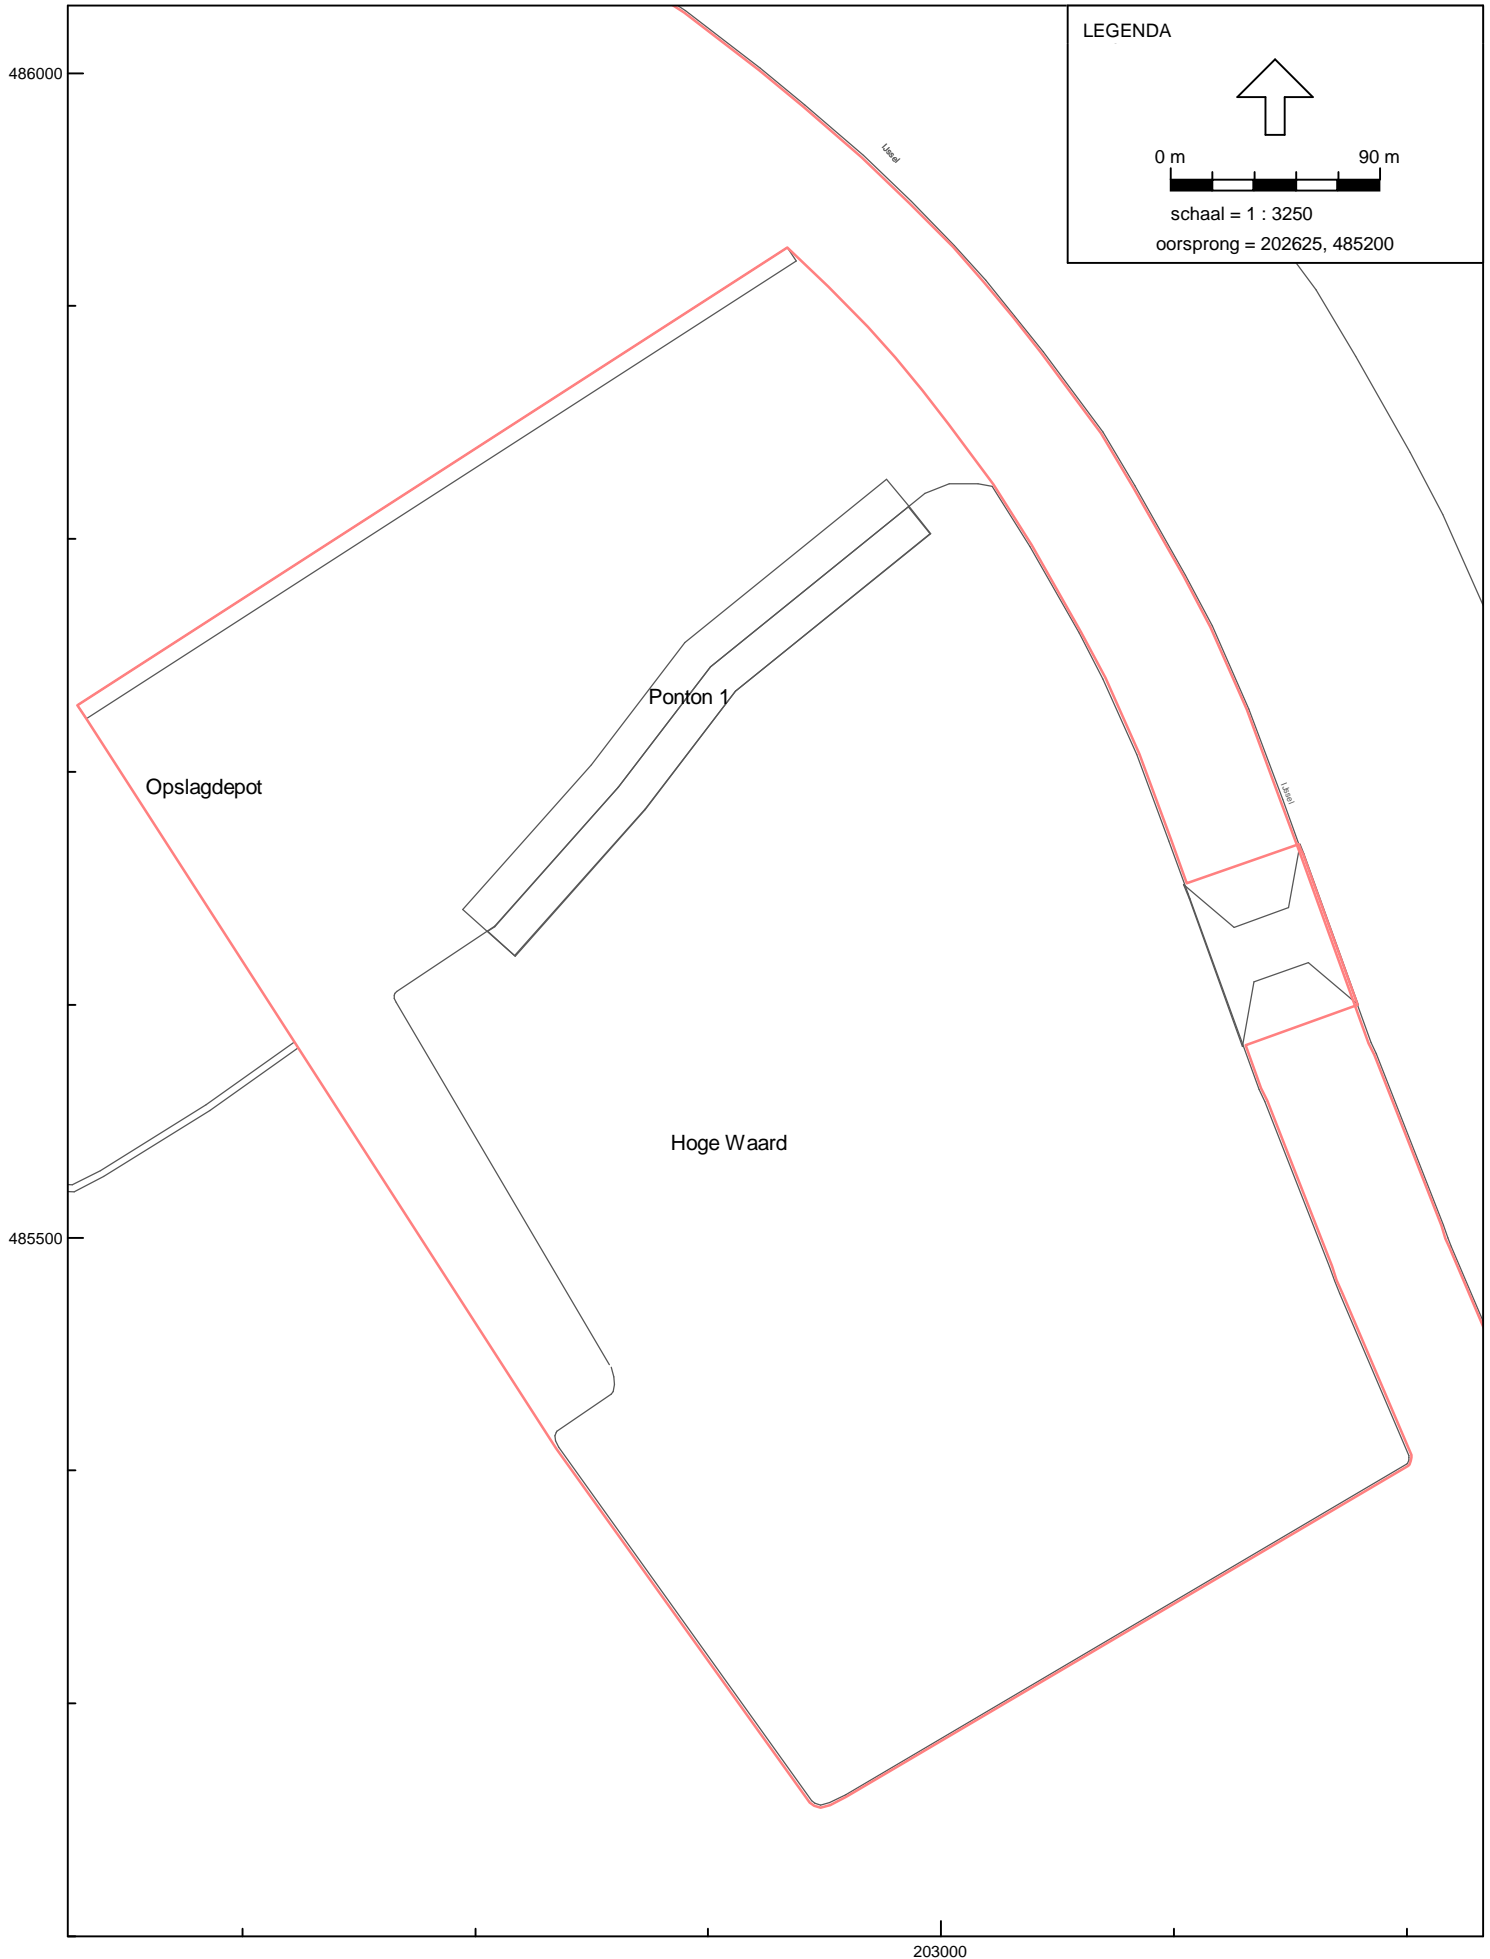 LEGENDA
486000
0 m 90 m
schaal = 1 : 3250
oorsprong = 202625, 485200
IJssel
Ponton 1
Opslagdepot
IJssel
Hoge Waard
485500
203000